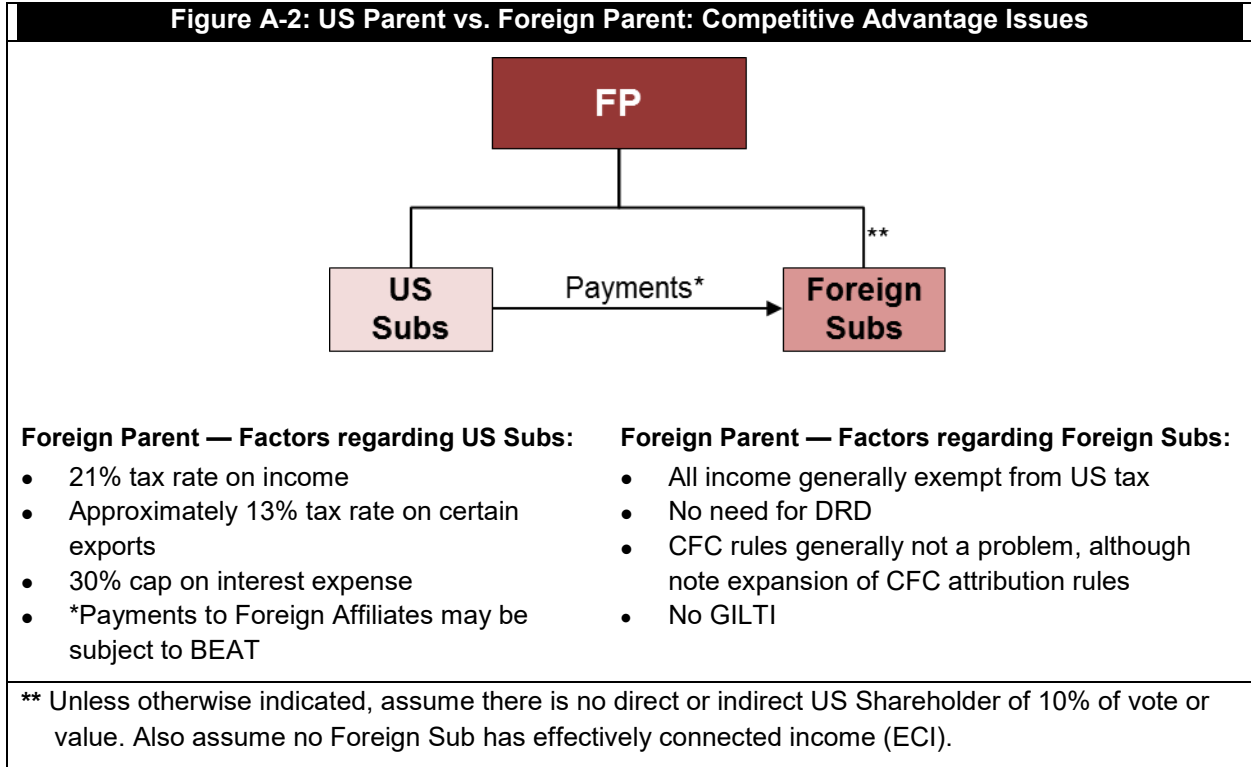 Figure A-2: US Parent vs. Foreign Parent: Competitive Advantage Issues
FP
**
US
Subs
Payments*
Foreign
Subs
Foreign Parent — Factors regarding US Subs:
● 21% tax rate on income
● Approximately 13% tax rate on certain
exports
● 30% cap on interest expense
● *Payments to Foreign Affiliates may be
subject to BEAT
Foreign Parent — Factors regarding Foreign Subs:
● All income generally exempt from US tax
● No need for DRD
● CFC rules generally not a problem, although
note expansion of CFC attribution rules
● No GILTI
** Unless otherwise indicated, assume there is no direct or indirect US Shareholder of 10% of vote or
value. Also assume no Foreign Sub has effectively connected income (ECI).